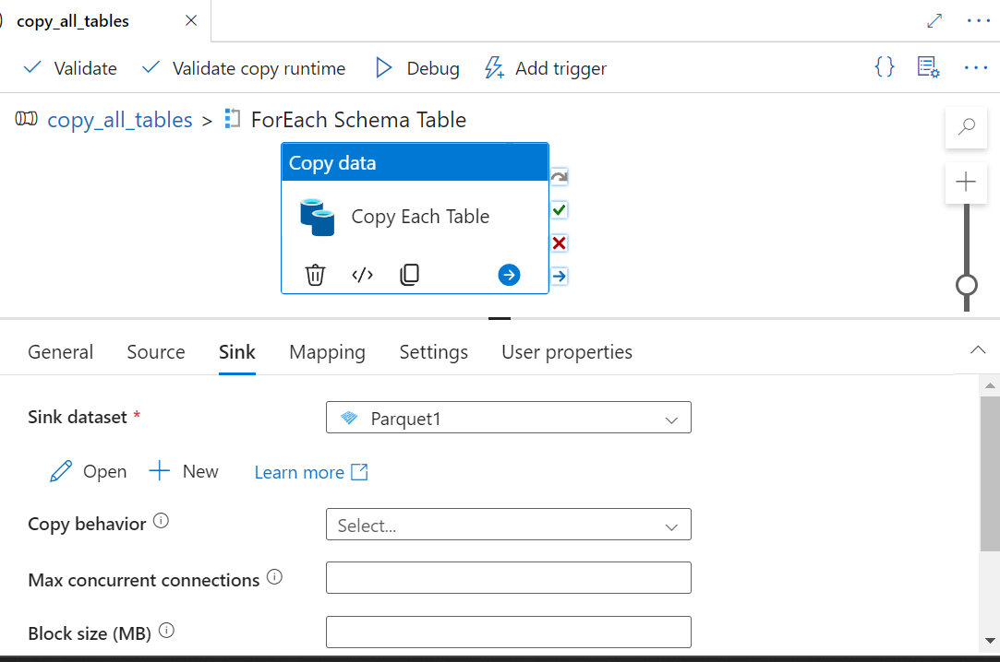 copy_all_tables
Validate Validate copy runtime Debug Add trigger
copy_all_tables > ForEach Schema Table
Copy data
Copy Each Table
General Source Sink Mapping Settings User properties
Sink dataset * Parquet1
Open New Learn more
Copy behavior Select...
Max concurrent connections
Block size (MB)